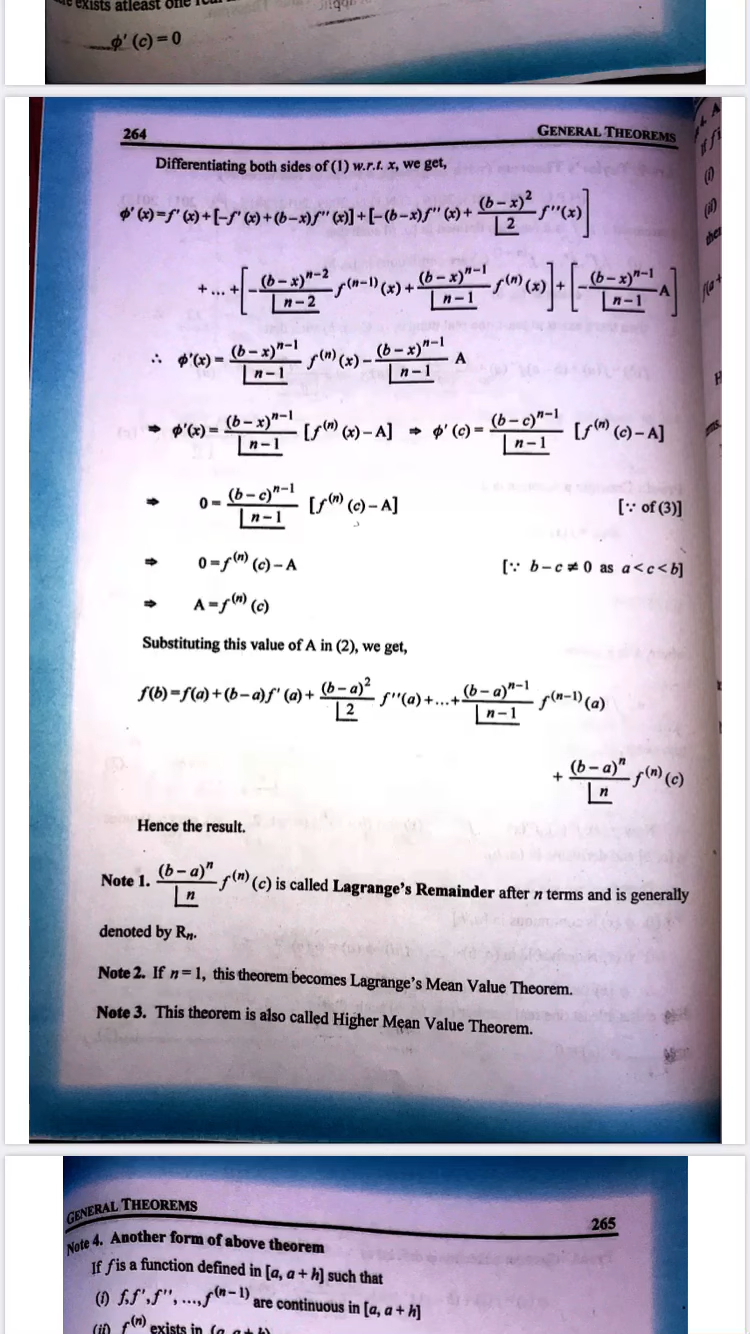 exists atleast one
ϕ′ (c) = 0
264 GENERAL THEOREMS
Differentiating both sides of (1) w.r.t. x, we get,
ϕ′ (x) = f′ (x) + [–f′ (x) + (b – x) f″ (x)] + [–(b – x) f″ (x) + (b – x)²/⌊2 f‴(x)]
+ ... + [– (b – x)ⁿ⁻²/⌊n – 2 f⁽ⁿ⁻¹⁾ (x) + (b – x)ⁿ⁻¹/⌊n – 1 f⁽ⁿ⁾ (x)] + [– (b – x)ⁿ⁻¹/⌊n – 1 A]
∴ ϕ′(x) = (b – x)ⁿ⁻¹/⌊n – 1 f⁽ⁿ⁾ (x) – (b – x)ⁿ⁻¹/⌊n – 1 A
⇒ ϕ′(x) = (b – x)ⁿ⁻¹/⌊n – 1 [f⁽ⁿ⁾ (x) – A] ⇒ ϕ′ (c) = (b – c)ⁿ⁻¹/⌊n – 1 [f⁽ⁿ⁾ (c) – A]
⇒ 0 = (b – c)ⁿ⁻¹/⌊n – 1 [f⁽ⁿ⁾ (c) – A] [∵ of (3)]
⇒ 0 = f⁽ⁿ⁾ (c) – A [∵ b – c ≠ 0 as a < c < b]
⇒ A = f⁽ⁿ⁾ (c)
Substituting this value of A in (2), we get,
f(b) = f(a) + (b – a) f′ (a) + (b – a)²/⌊2 f″(a) + ... + (b – a)ⁿ⁻¹/⌊n – 1 f⁽ⁿ⁻¹⁾ (a)
+ (b – a)ⁿ/⌊n f⁽ⁿ⁾ (c)
Hence the result.
Note 1. (b – a)ⁿ/⌊n f⁽ⁿ⁾ (c) is called Lagrange's Remainder after n terms and is generally
denoted by Rₙ.
Note 2. If n = 1, this theorem becomes Lagrange's Mean Value Theorem.
Note 3. This theorem is also called Higher Mean Value Theorem.
(i)
(ii)
GENERAL THEOREMS 265
Note 4. Another form of above theorem
If f is a function defined in [a, a + h] such that
(i) f, f′, f″, ..., f⁽ⁿ⁻¹⁾ are continuous in [a, a + h]
(ii) f⁽ⁿ⁾ exists in (a, a + h)